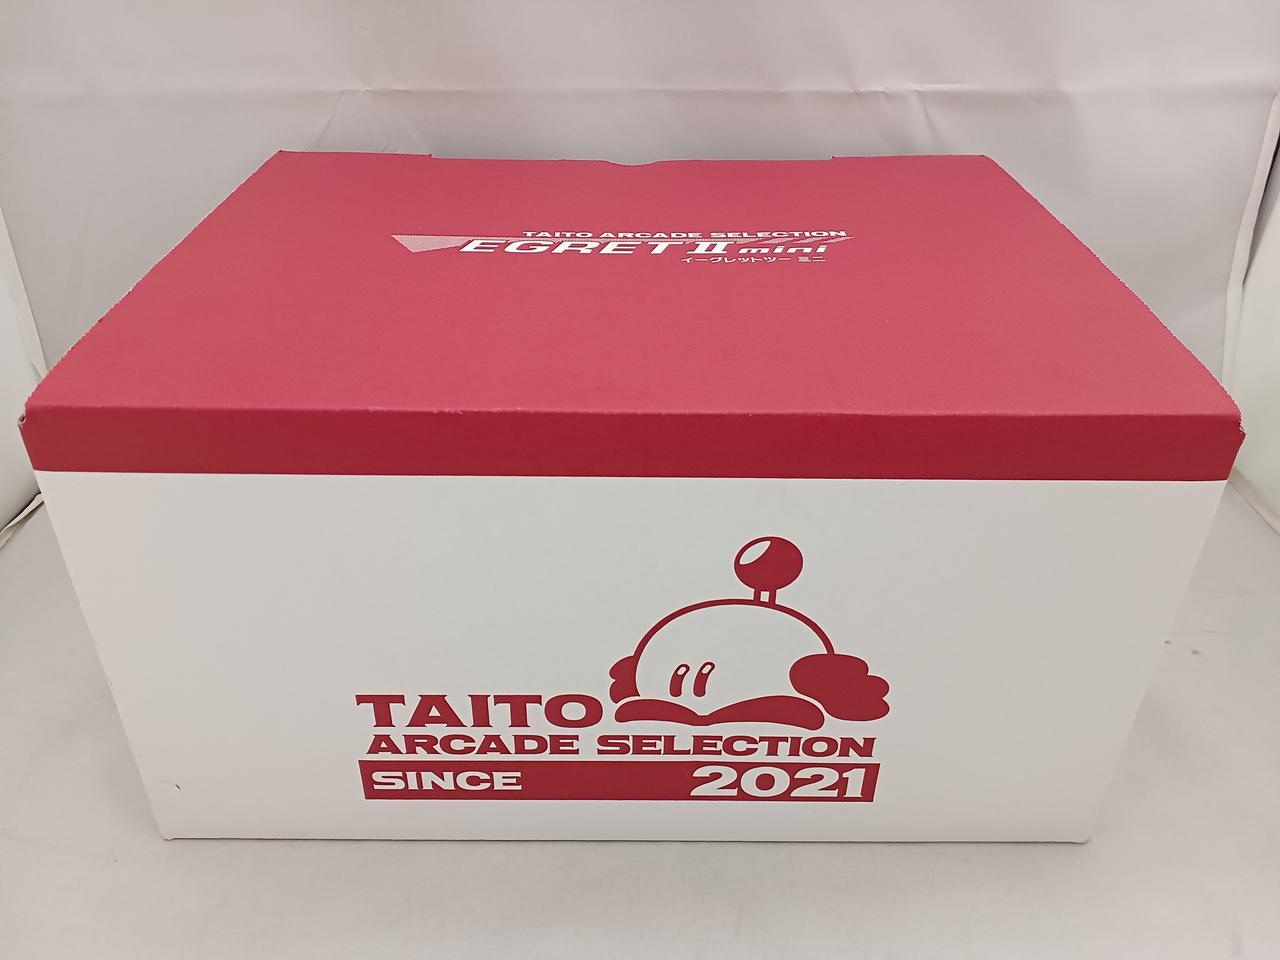 TAITO ARCADE SELECTION
EGRET II mini
イーグレットツー ミニ
TAITO
ARCADE SELECTION
SINCE 2021